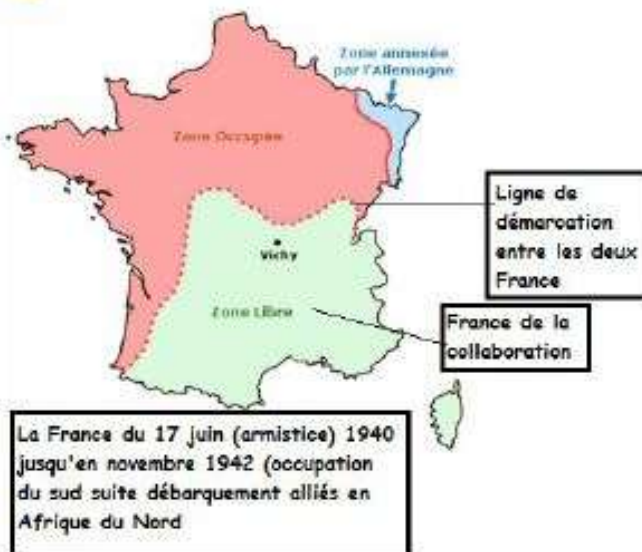 Zone annexée
par l'Allemagne
Zone Occupée
Ligne de
démarcation
entre les deux
France
Vichy
Zone Libre
France de la
collaboration
La France du 17 juin (armistice) 1940
jusqu'en novembre 1942 (occupation
du sud suite débarquement alliés en
Afrique du Nord